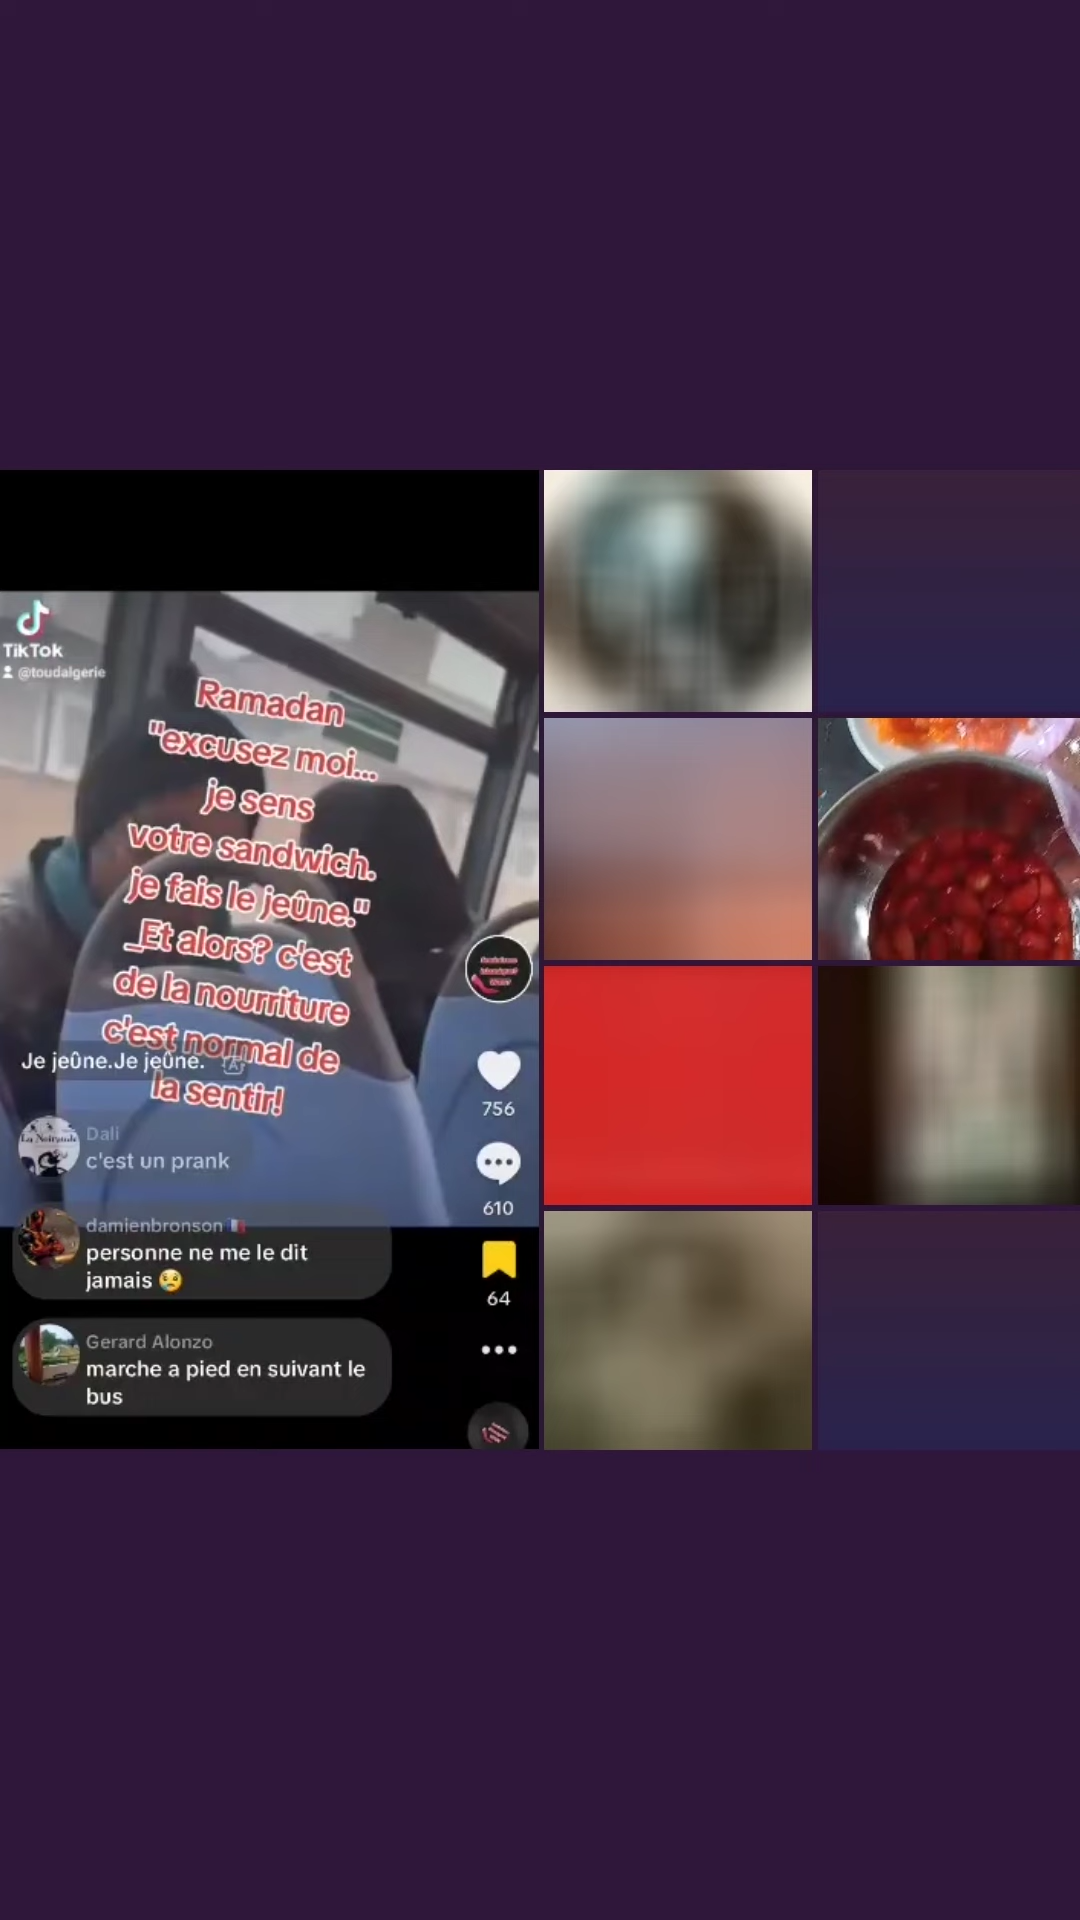 TikTok
@toudalgerie
Ramadan
"excusez moi...
je sens
votre sandwich.
je fais le jeûne."
_Et alors? c'est
de la nourriture
c'est normal de
la sentir!
Je jeûne.Je jeûne.
756
Dali
c'est un prank
610
damienbronson
personne ne me le dit
jamais 😢
64
Gerard Alonzo
marche a pied en suivant le
bus